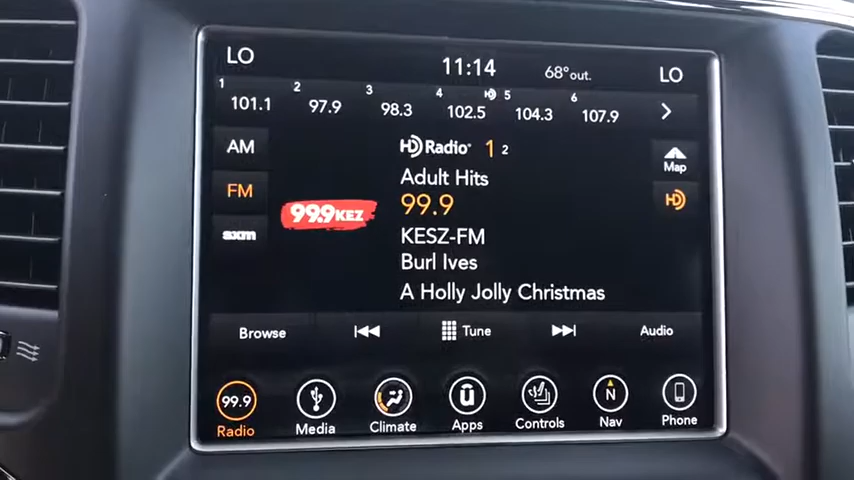 LO 11:14 68°out. LO
1 101.1 2 97.9 3 98.3 4 102.5 HD 5 104.3 6 107.9
AM HD Radio 1 2 Map
Adult Hits
FM 99.9 HD
99.9 KEZ
KESZ-FM
sxm
Burl Ives
A Holly Jolly Christmas
Browse Tune Audio
99.9 N
Radio Media Climate Apps Controls Nav Phone